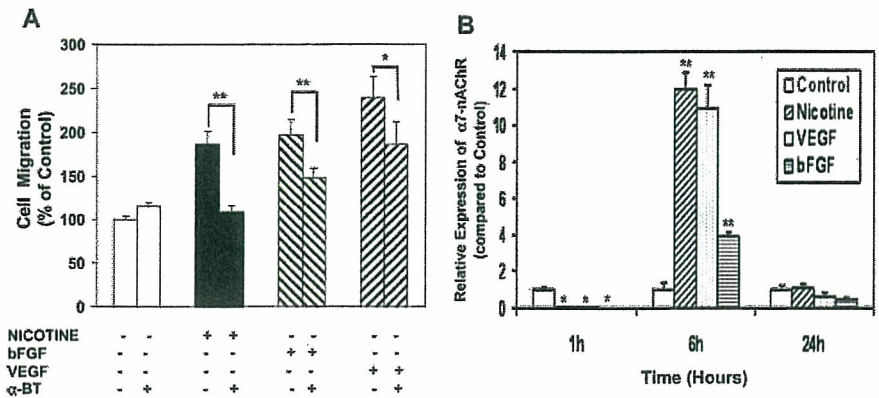 A
Cell Migration
(% of Control)
300
250
200
150
100
50
0
**
**
*
NICOTINE - - + + - - - -
bFGF - - - - + + - -
VEGF - - - - - - + +
α-BT - + - + - + - +
B
Relative Expression of α7-nAChR
(compared to Control)
14
12
10
8
6
4
2
0
* * *
** ** **
Control
Nicotine
VEGF
bFGF
1h 6h 24h
Time (Hours)